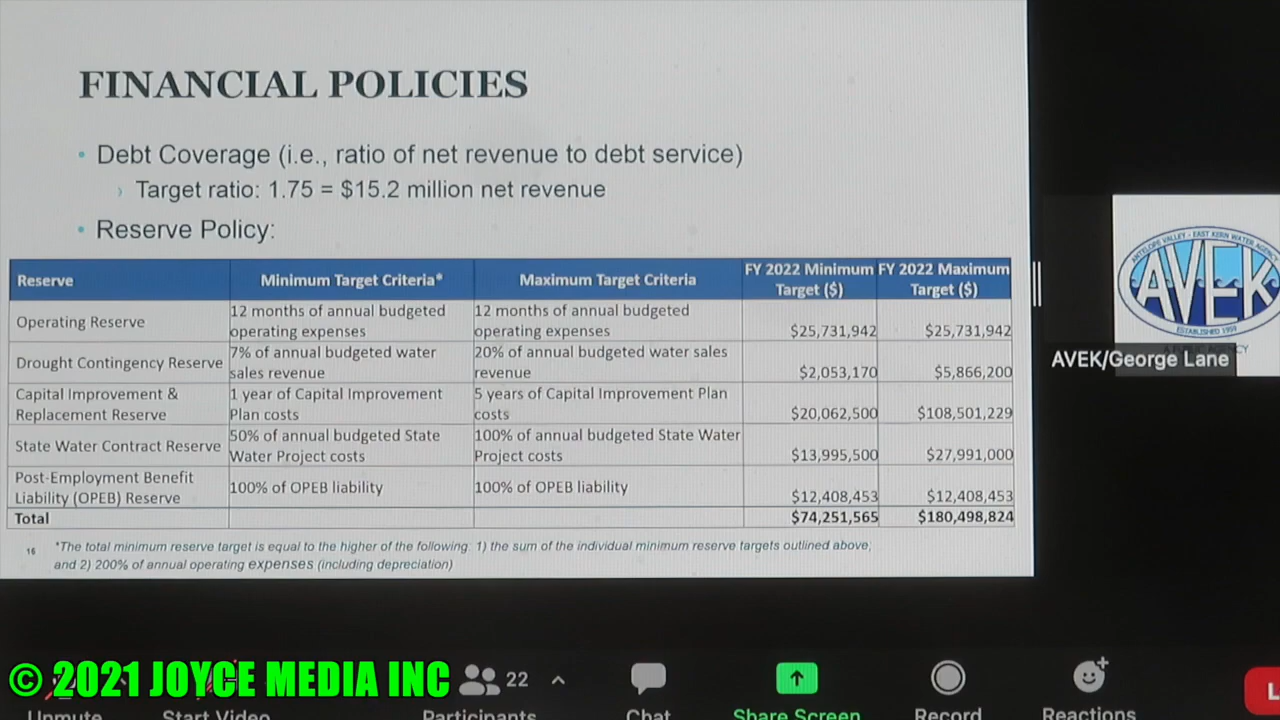 FINANCIAL POLICIES
• Debt Coverage (i.e., ratio of net revenue to debt service)
› Target ratio: 1.75 = $15.2 million net revenue
• Reserve Policy:
Reserve
Minimum Target Criteria*
Maximum Target Criteria
FY 2022 Minimum
Target ($)
FY 2022 Maximum
Target ($)
Operating Reserve
12 months of annual budgeted
operating expenses
12 months of annual budgeted
operating expenses
$25,731,942
$25,731,942
Drought Contingency Reserve
7% of annual budgeted water
sales revenue
20% of annual budgeted water sales
revenue
$2,053,170
$5,866,200
Capital Improvement &
Replacement Reserve
1 year of Capital Improvement
Plan costs
5 years of Capital Improvement Plan
costs
$20,062,500
$108,501,229
State Water Contract Reserve
50% of annual budgeted State
Water Project costs
100% of annual budgeted State Water
Project costs
$13,995,500
$27,991,000
Post-Employment Benefit
Liability (OPEB) Reserve
100% of OPEB liability
100% of OPEB liability
$12,408,453
$12,408,453
Total
$74,251,565
$180,498,824
*The total minimum reserve target is equal to the higher of the following: 1) the sum of the individual minimum reserve targets outlined above;
and 2) 200% of annual operating expenses (including depreciation)
16
ANTELOPE VALLEY - EAST KERN WATER AGENCY
AVEK
ESTABLISHED 1959
AVEK/George Lane
© 2021 JOYCE MEDIA INC
22
Unmute
Start Video
Participants
Chat
Share Screen
Record
Reactions
L